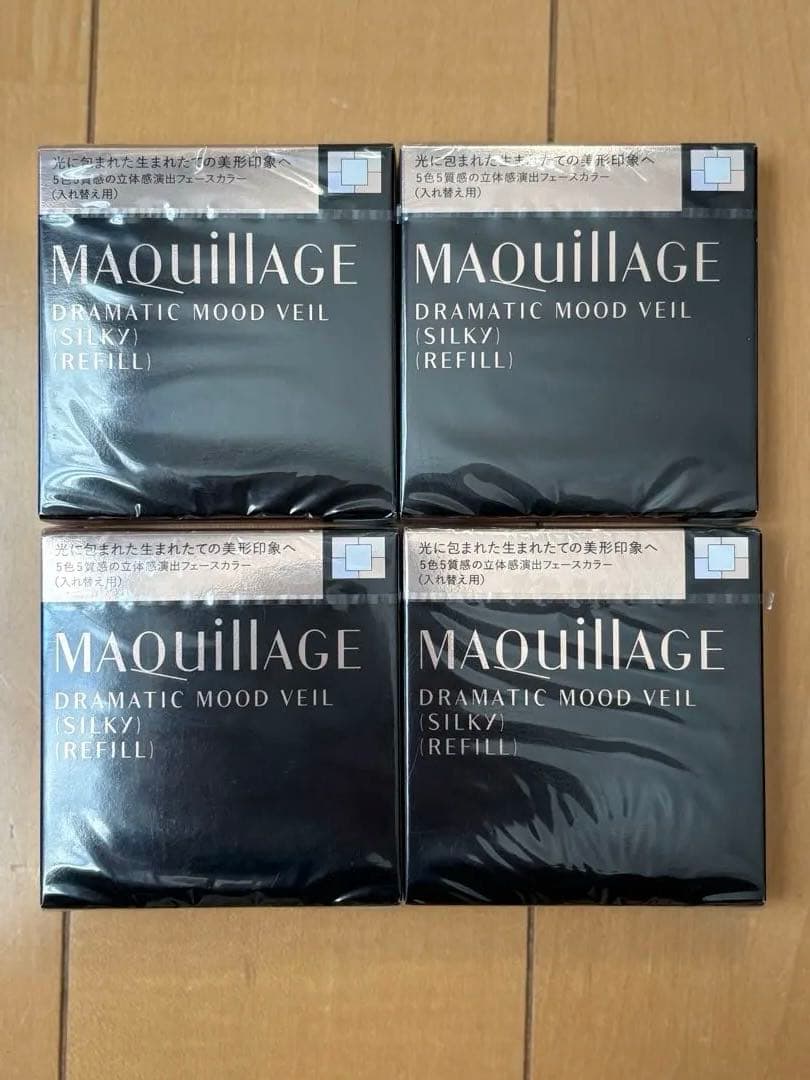 光に包まれた生まれたての美形印象へ
5色5質感の立体感演出フェースカラー
(入れ替え用)
MAQuillAGE
DRAMATIC MOOD VEIL
(SILKY)
(REFILL)
光に包まれた生まれたての美形印象へ
5色5質感の立体感演出フェースカラー
(入れ替え用)
MAQuillAGE
DRAMATIC MOOD VEIL
(SILKY)
(REFILL)
光に包まれた生まれたての美形印象へ
5色5質感の立体感演出フェースカラー
(入れ替え用)
MAQuillAGE
DRAMATIC MOOD VEIL
(SILKY)
(REFILL)
光に包まれた生まれたての美形印象へ
5色5質感の立体感演出フェースカラー
(入れ替え用)
MAQuillAGE
DRAMATIC MOOD VEIL
(SILKY)
(REFILL)